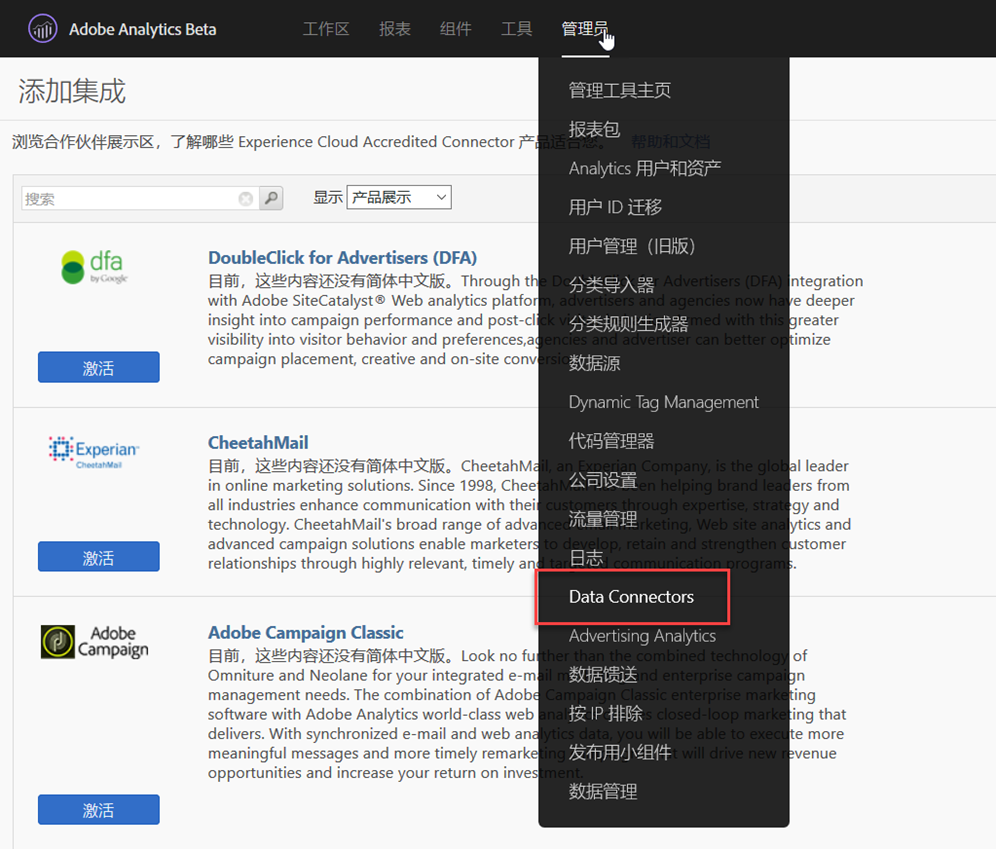 Adobe Analytics Beta
工作区 报表 组件 工具 管理员
添加集成
浏览合作伙伴展示区，了解哪些 Experience Cloud Accredited Connector 产品适合您。 帮助和文档
搜索
显示 产品展示
dfa
by Google
激活
DoubleClick for Advertisers (DFA)
目前，这些内容还没有简体中文版。Through the DoubleClick for Advertisers (DFA) integration
with Adobe SiteCatalyst® Web analytics platform, advertisers and agencies now have deeper
insight into campaign performance and post-click armed with this greater
visibility into visitor behavior and preferences,agencies and advertiser can better optimize
campaign placement, creative and on-site
Experian
CheetahMail
激活
CheetahMail
目前，这些内容还没有简体中文版。CheetahMail, an Experian Company, is the global leader
in online marketing solutions. Since 1998, CheetahMail has been helping brand leaders from
all industries enhance communication with their customers through expertise, strategy and
technology. CheetahMail's broad range of advanced marketing, Web site analytics and
advanced campaign solutions enable marketers to develop, retain and strengthen customer
relationships through highly relevant, timely and targeted communication programs.
Adobe
Campaign
激活
Adobe Campaign Classic
目前，这些内容还没有简体中文版。Look no further than the combined technology of
Omniture and Neolane for your integrated e-mail and enterprise campaign
management needs. The combination of Adobe Campaign Classic enterprise marketing
software with Adobe Analytics world-class web closed-loop marketing that
delivers. With synchronized e-mail and web analytics data, you will be able to execute more
meaningful messages and more timely will drive new revenue
opportunities and increase your return on investment.
管理工具主页
报表包
Analytics 用户和资产
用户 ID 迁移
用户管理（旧版）
分类导入器
分类规则生成器
数据源
Dynamic Tag Management
代码管理器
公司设置
流量管理
日志
Data Connectors
Advertising Analytics
数据馈送
按 IP 排除
发布用小组件
数据管理